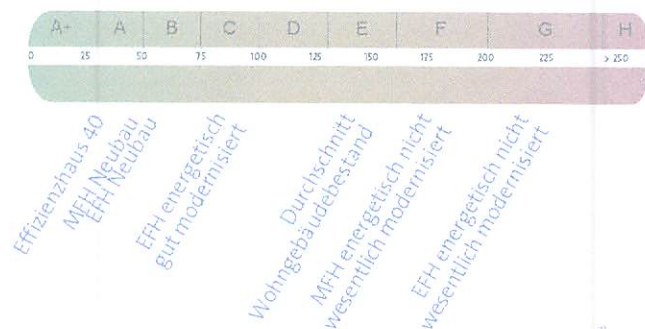 A+ A B C D E F G H
0 25 50 75 100 125 150 175 200 225 > 250
Effizienzhaus 40
MFH Neubau
EFH Neubau
EFH energetisch
gut modernisiert
Durchschnitt
Wohngebäudebestand
MFH energetisch nicht
wesentlich modernisiert
EFH energetisch nicht
wesentlich modernisiert